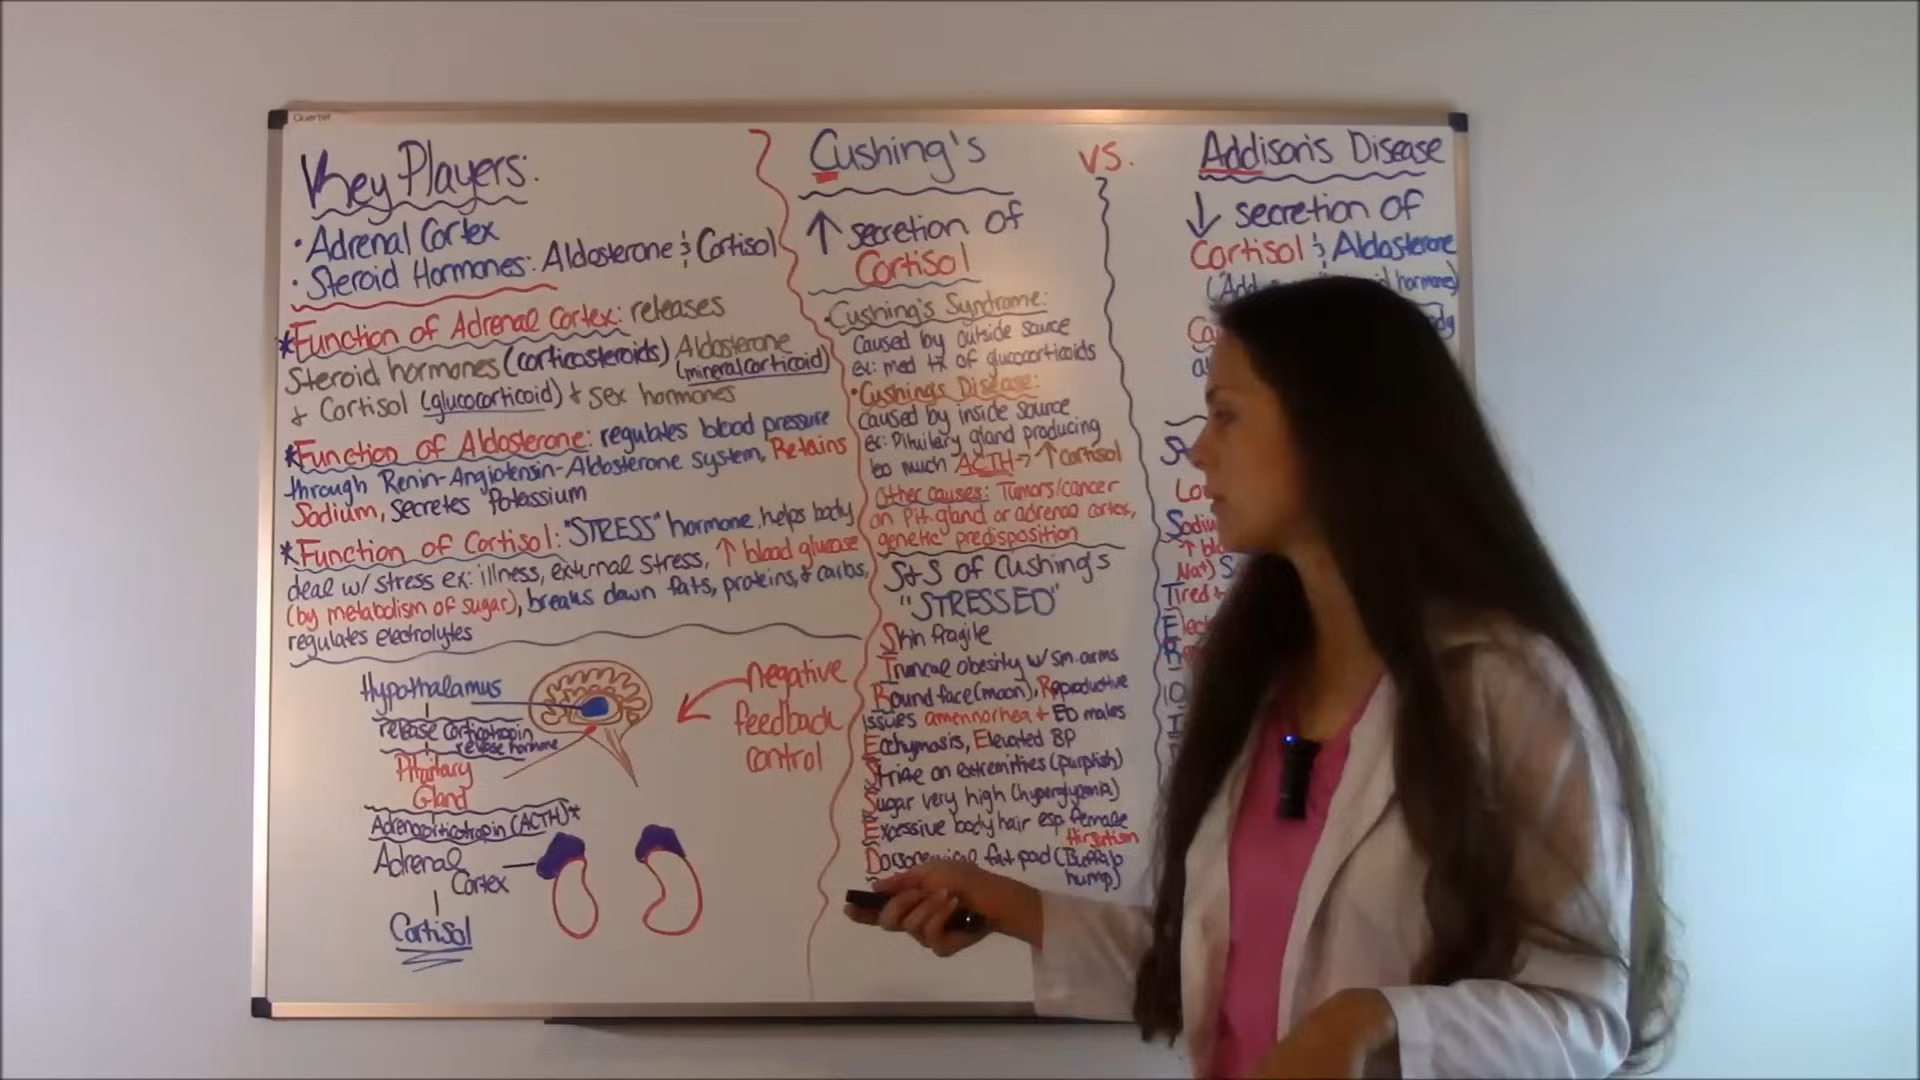 Quartet
Key Players:
• Adrenal Cortex
• Steroid Hormones: Aldosterone & Cortisol
*Function of Adrenal Cortex: releases
Steroid hormones (corticosteroids) Aldosterone
(mineralcorticoid)
& Cortisol (glucocorticoid) + sex hormones
*Function of Aldosterone: regulates blood pressure
through Renin-Angiotensin-Aldosterone system, Retains
Sodium, secretes Potassium
*Function of Cortisol: "STRESS" hormone, helps body
deal w/ stress ex: illness, external stress, ↑ blood glucose
(by metabolism of sugar), breaks down fats, proteins, & carbs,
regulates electrolytes
Hypothalamus
release corticotropin
release hormone
Pituitary
Gland
(ACTH)*
Adrenal
Cortex
Cortisol
Negative
feedback
control
Cushing's
↑ secretion of
Cortisol
• Cushing's Syndrome:
caused by outside source
ex: med tx of glucocorticoids
• Cushing's Disease:
caused by inside source
ex: Pituitary gland producing
too much ACTH → ↑ cortisol
Other causes: Tumors/cancer
on Pit. gland or adrenal cortex,
genetic predisposition
S&S of Cushing's
"STRESSED"
Skin fragile
Truncal obesity w/ sm. arms
Round face (moon), Reproductive
issues amennorhea + ED males
Ecchymosis, Elevated BP
Striae on extremities (purplish)
Sugar very high (hyperglycemia)
Excessive body hair esp. female
Hirsutism
fat pad (Buffalo
hump)
vs.
Addison's Disease
↓ secretion of
Cortisol & Aldosterone
(Add hormones)
Tired